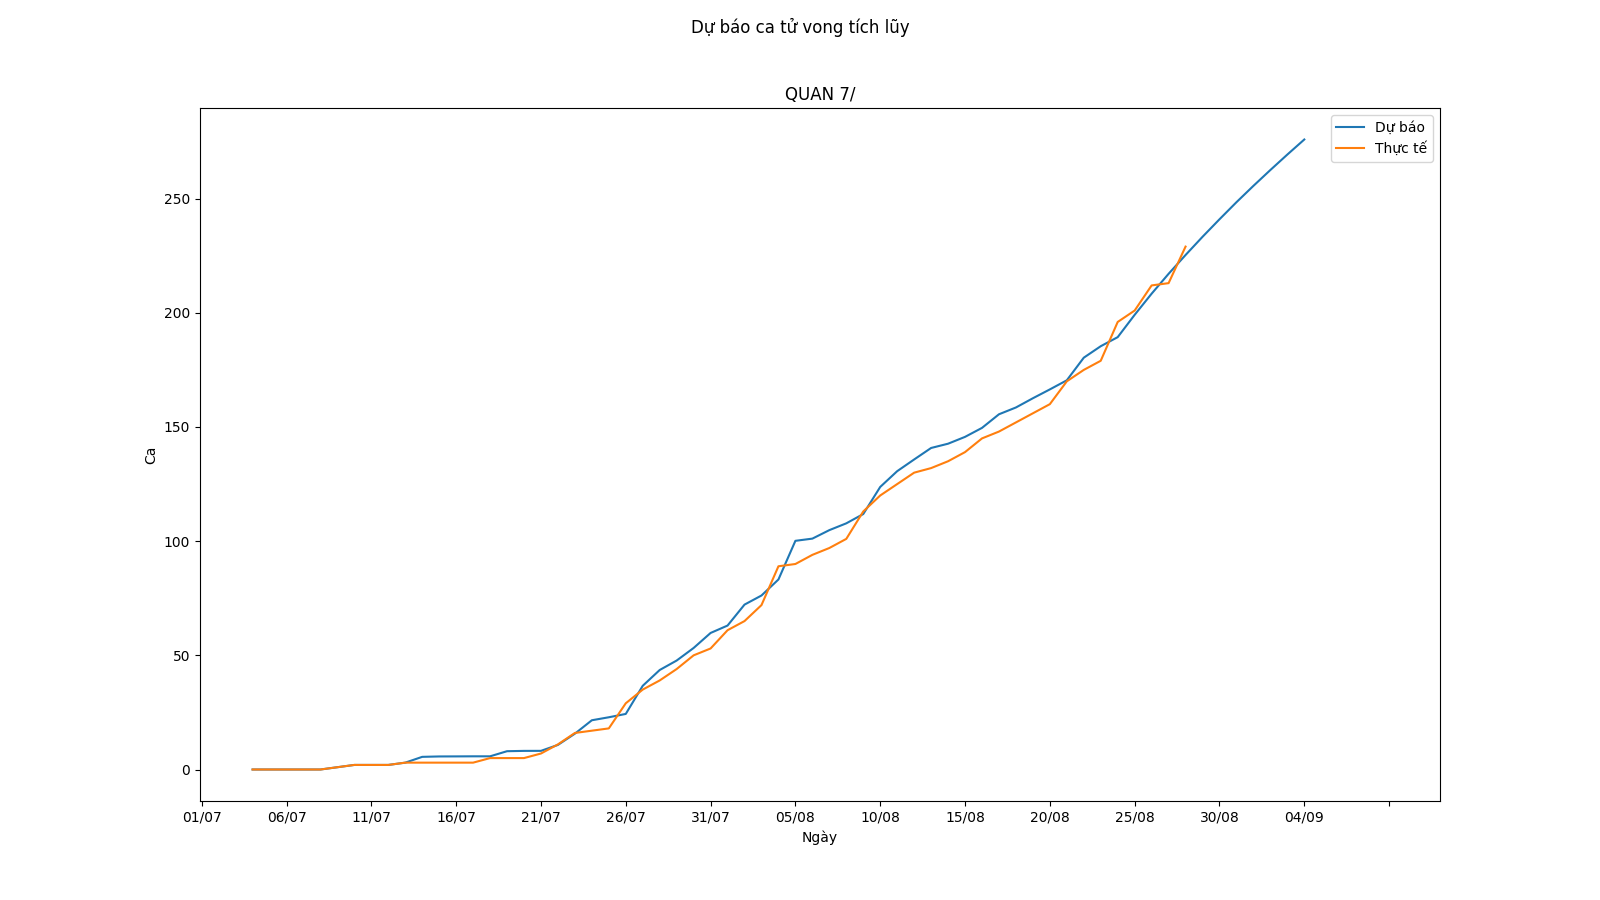 Dự báo ca tử vong tích lũy
QUAN 7/
Dự báo
Thực tế
250
200
150
100
50
0
Ca
01/07 06/07 11/07 16/07 21/07 26/07 31/07 05/08 10/08 15/08 20/08 25/08 30/08 04/09
Ngày